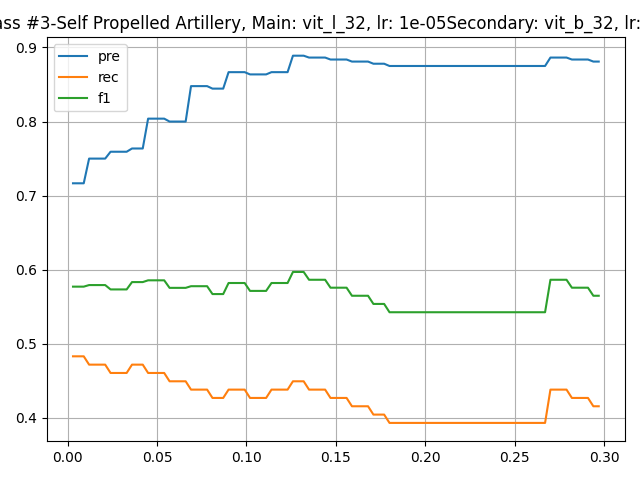 ass #3-Self Propelled Artillery, Main: vit_l_32, lr: 1e-05Secondary: vit_b_32, lr:
pre
rec
f1
0.9
0.8
0.7
0.6
0.5
0.4
0.00 0.05 0.10 0.15 0.20 0.25 0.30